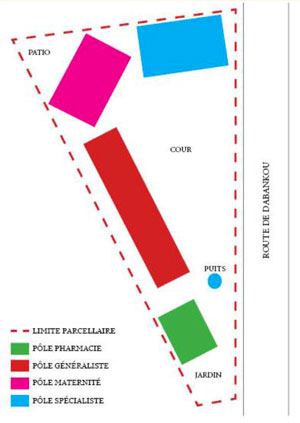 PATIO
COUR
ROUTE DE DABANKOU
PUITS
LIMITE PARCELLAIRE
PÔLE PHARMACIE
PÔLE GÉNÉRALISTE
PÔLE MATERNITÉ
PÔLE SPÉCIALISTE
JARDIN